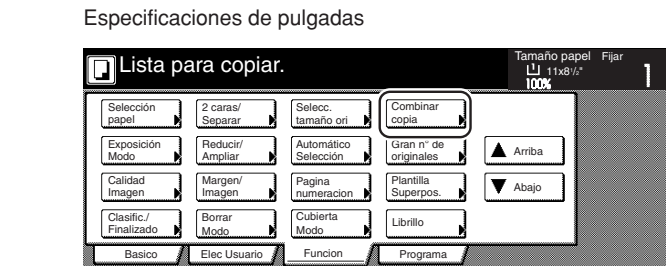 Especificaciones de pulgadas
Lista para copiar.
Tamaño papel Fijar
11x8½"
100%
1
Selección
papel
2 caras/
Separar
Selecc.
tamaño ori
Combinar
copia
Exposición
Modo
Reducir/
Ampliar
Automático
Selección
Gran n° de
originales
Arriba
Calidad
Imagen
Margen/
Imagen
Pagina
numeracion
Plantilla
Superpos.
Abajo
Clasific./
Finalizado
Borrar
Modo
Cubierta
Modo
Librillo
Basico
Elec Usuario
Funcion
Programa